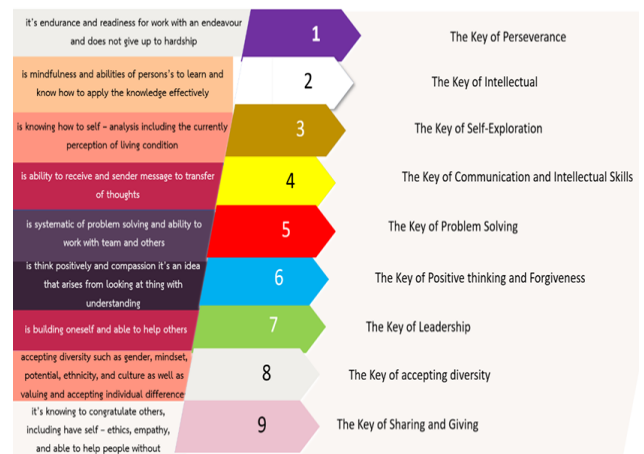 it's endurance and readiness for work with an endeavour
and does not give up to hardship
1
The Key of Perseverance
is mindfulness and abilities of persons's to learn and
know how to apply the knowledge effectively
2
The Key of Intellectual
is knowing how to self – analysis including the currently
perception of living condition
3
The Key of Self-Exploration
is ability to receive and sender message to transfer
of thoughts
4
The Key of Communication and Intellectual Skills
is systematic of problem solving and ability to
work with team and others
5
The Key of Problem Solving
is think positively and compassion it's an idea
that arises from looking at thing with
understanding
6
The Key of Positive thinking and Forgiveness
is building oneself and able to help others
7
The Key of Leadership
accepting diversity such as gender, mindset,
potential, ethnicity, and culture as well as
valuing and accepting individual difference
8
The Key of accepting diversity
it's knowing to congratulate others,
including have self – ethics, empathy,
and able to help people without
9
The Key of Sharing and Giving